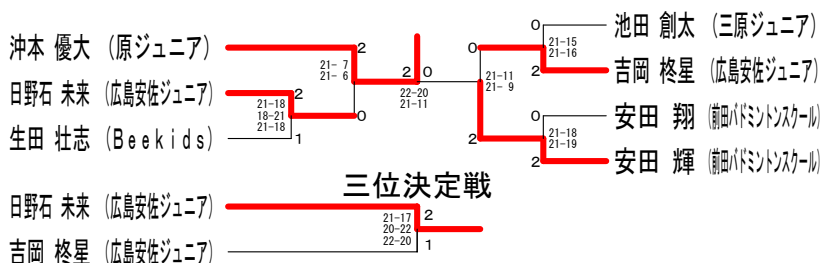 沖本 優大 (原ジュニア)
日野石 未来 (広島安佐ジュニア)
生田 壮志 (Beekids)
2
21-18
18-21
21-18
1
2
21- 7
21- 6
0
2 0
22-20
21-11
0
21-11
21- 9
2
0
21-15
21-16
2
0
21-18
21-19
2
池田 創太 (三原ジュニア)
吉岡 柊星 (広島安佐ジュニア)
安田 翔 (前田バドミントンスクール)
安田 輝 (前田バドミントンスクール)
三位決定戦
日野石 未来 (広島安佐ジュニア)
吉岡 柊星 (広島安佐ジュニア)
21-17
20-22
22-20
2
1